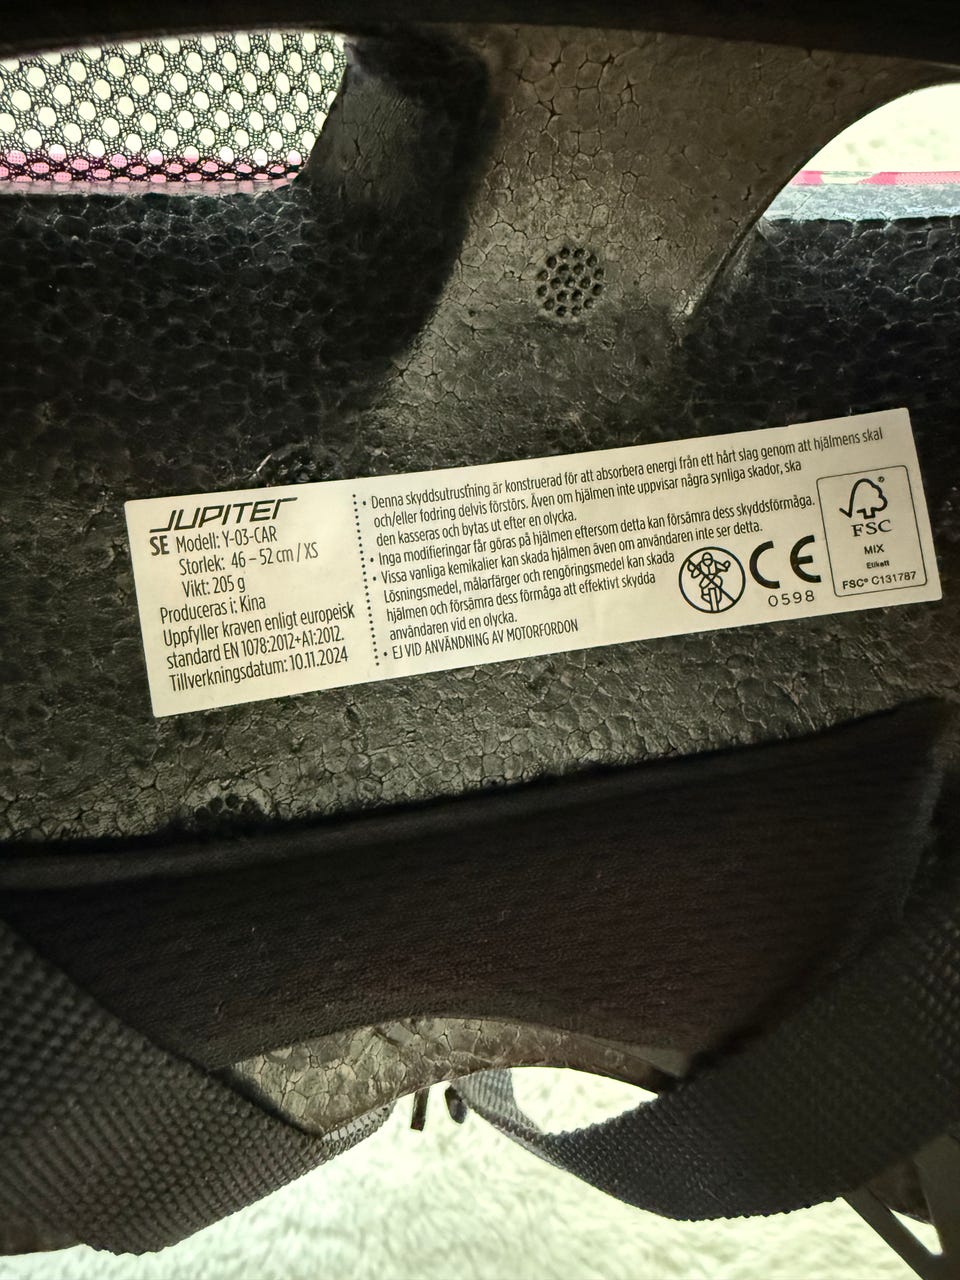 JUPITER
SE Modell: Y-03-CAR
Storlek: 46 – 52 cm / XS
Vikt: 205 g
Produceras i: Kina
Uppfyller kraven enligt europeisk
standard EN 1078:2012+A1:2012.
Tillverkningsdatum: 10.11.2024
• Denna skyddsutrustning är konstruerad för att absorbera energi från ett hårt slag genom att hjälmens skal
och/eller fodring delvis förstörs. Även om hjälmen inte uppvisar några synliga skador, ska
den kasseras och bytas ut efter en olycka.
• Inga modifieringar får göras på hjälmen eftersom detta kan försämra dess skyddsförmåga.
• Vissa vanliga kemikalier kan skada hjälmen även om användaren inte ser detta.
Lösningsmedel, målarfärger och rengöringsmedel kan skada
hjälmen och försämra dess förmåga att effektivt skydda
användaren vid en olycka.
• EJ VID ANVÄNDNING AV MOTORFORDON
CE
0598
FSC
MIX
Etikett
FSC® C131787